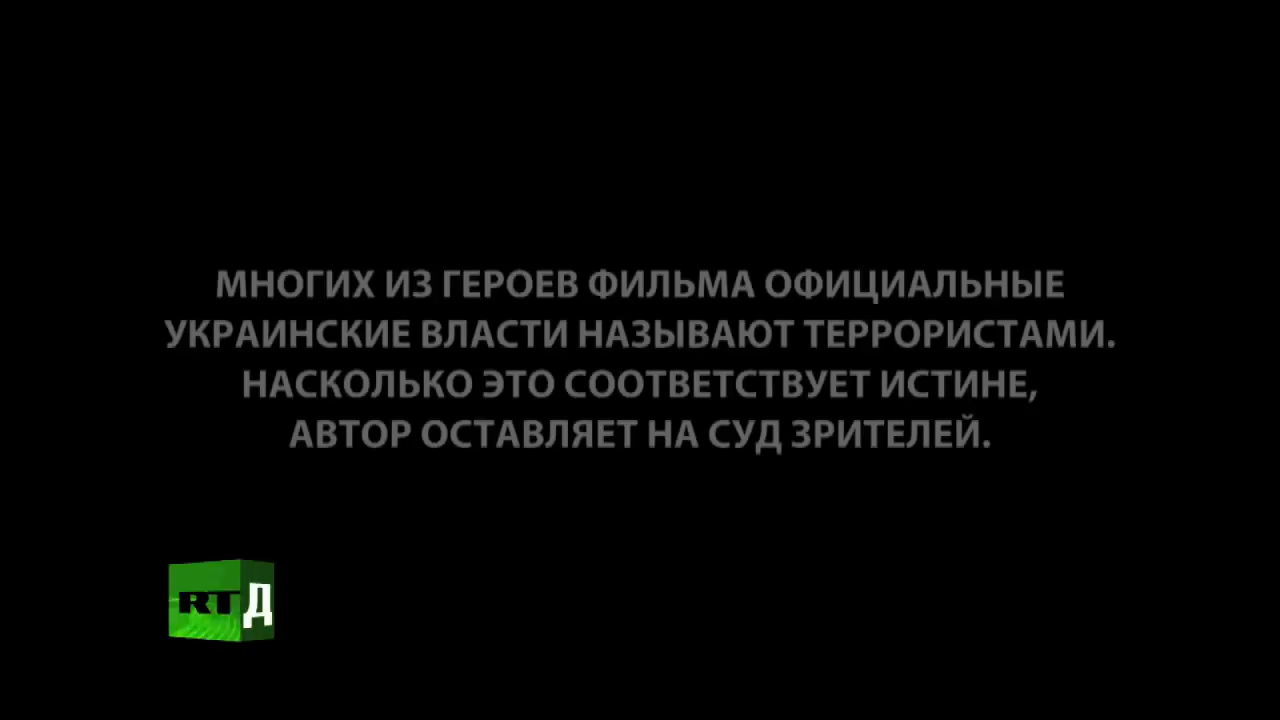 МНОГИХ ИЗ ГЕРОЕВ ФИЛЬМА ОФИЦИАЛЬНЫЕ
УКРАИНСКИЕ ВЛАСТИ НАЗЫВАЮТ ТЕРРОРИСТАМИ.
НАСКОЛЬКО ЭТО СООТВЕТСТВУЕТ ИСТИНЕ,
АВТОР ОСТАВЛЯЕТ НА СУД ЗРИТЕЛЕЙ.
RT Д